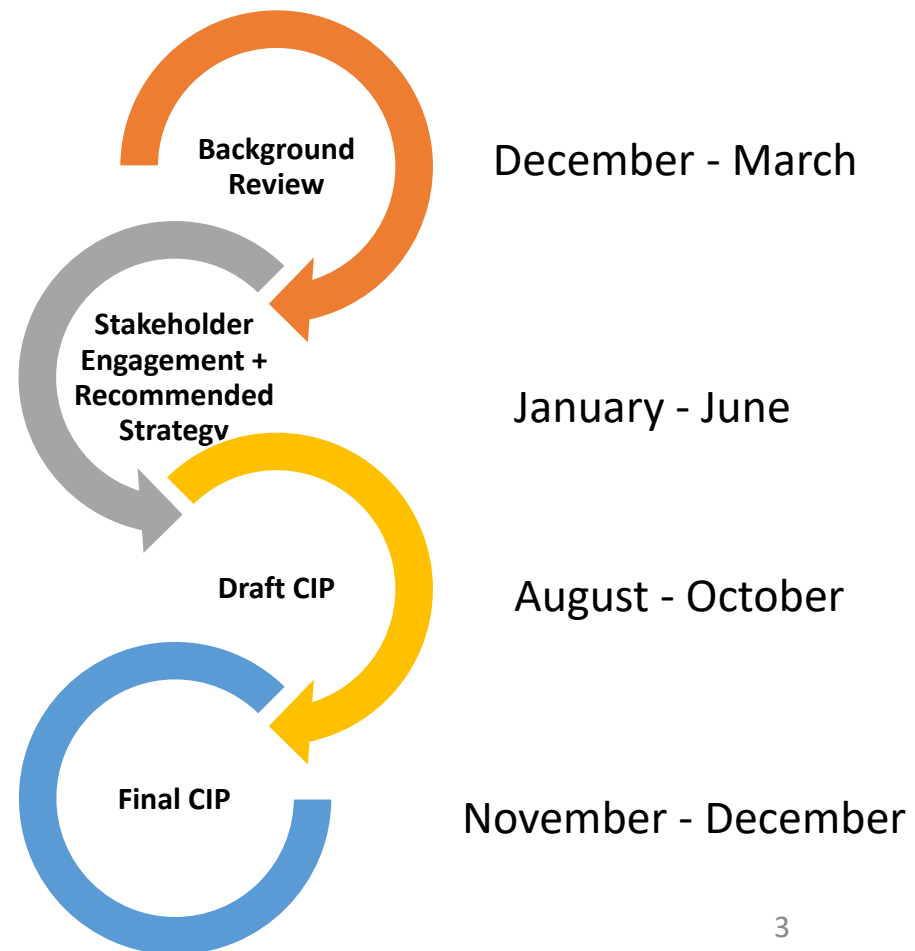 Background
Review
December - March
Stakeholder
Engagement +
Recommended
Strategy
January - June
Draft CIP
August - October
Final CIP
November - December
3